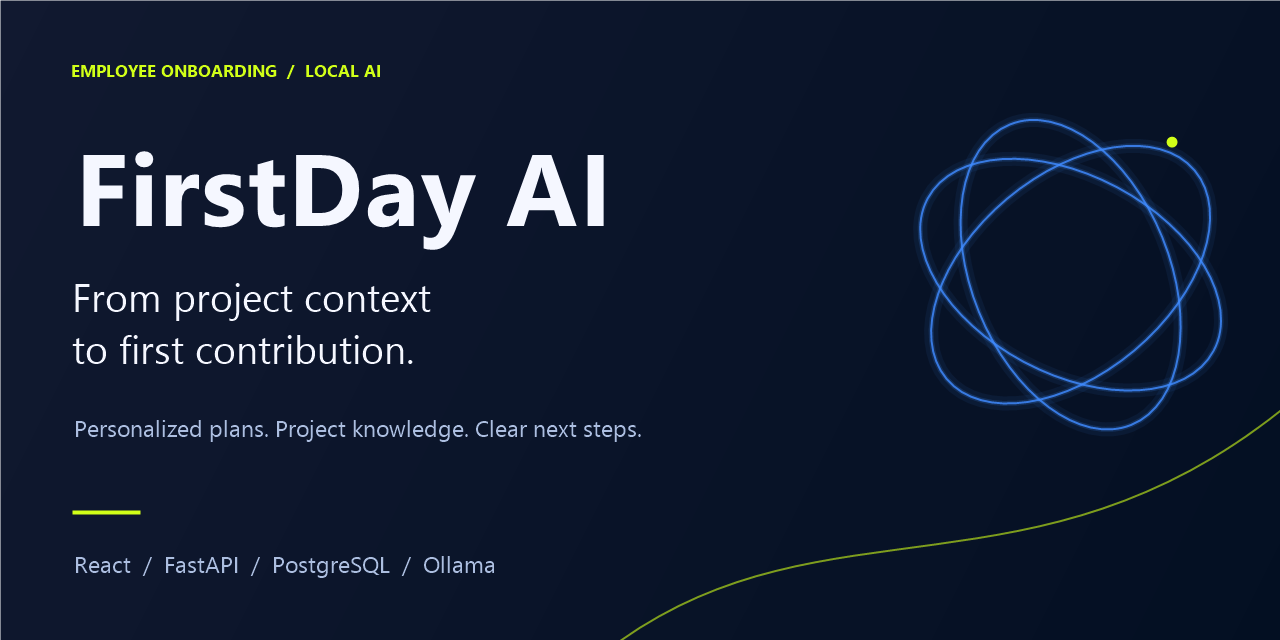 EMPLOYEE ONBOARDING / LOCAL AI
FirstDay AI
From project context
to first contribution.
Personalized plans. Project knowledge. Clear next steps.
React / FastAPI / PostgreSQL / Ollama